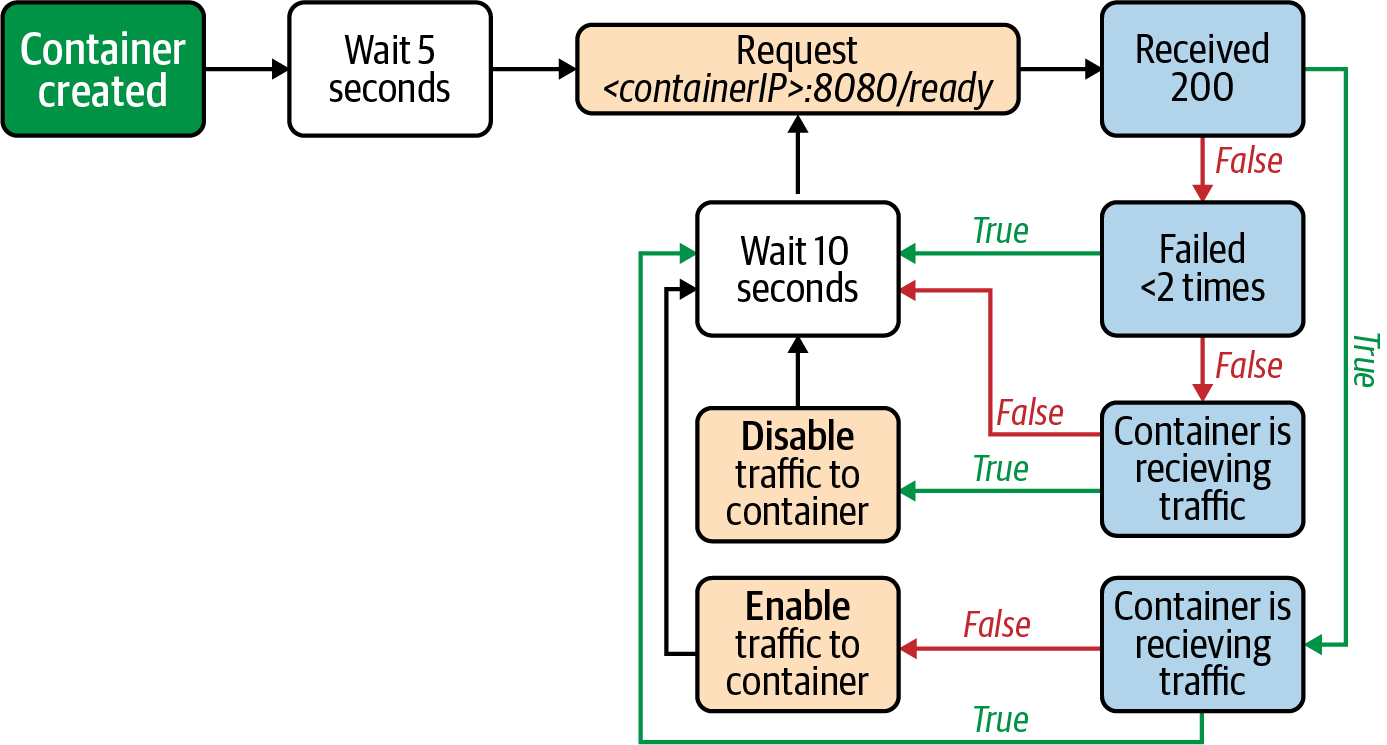 Container
created
Wait 5
seconds
Request
<containerIP>:8080/ready
Received
200
False
True
Wait 10
seconds
True
Failed
<2 times
False
Disable
traffic to
container
False
True
Container is
recieving
traffic
Enable
traffic to
container
False
Container is
recieving
traffic
True